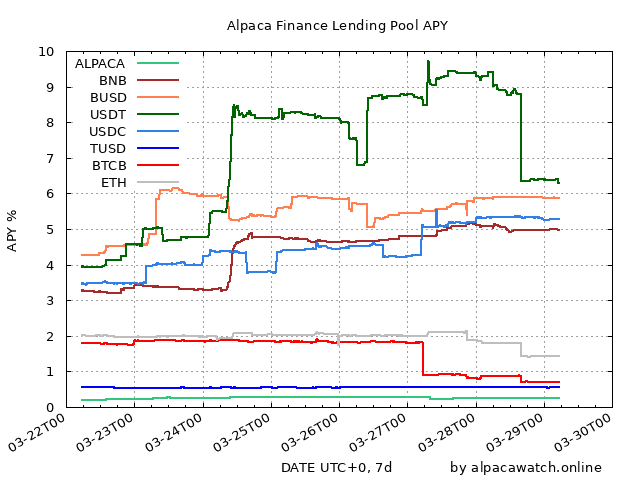 Alpaca Finance Lending Pool APY
10
9
8
7
6
5
4
3
2
1
0
APY %
ALPACA
BNB
BUSD
USDT
USDC
TUSD
BTCB
ETH
03-22T00
03-23T00
03-24T00
03-25T00
03-26T00
03-27T00
03-28T00
03-29T00
03-30T00
DATE UTC+0, 7d
by alpacawatch.online